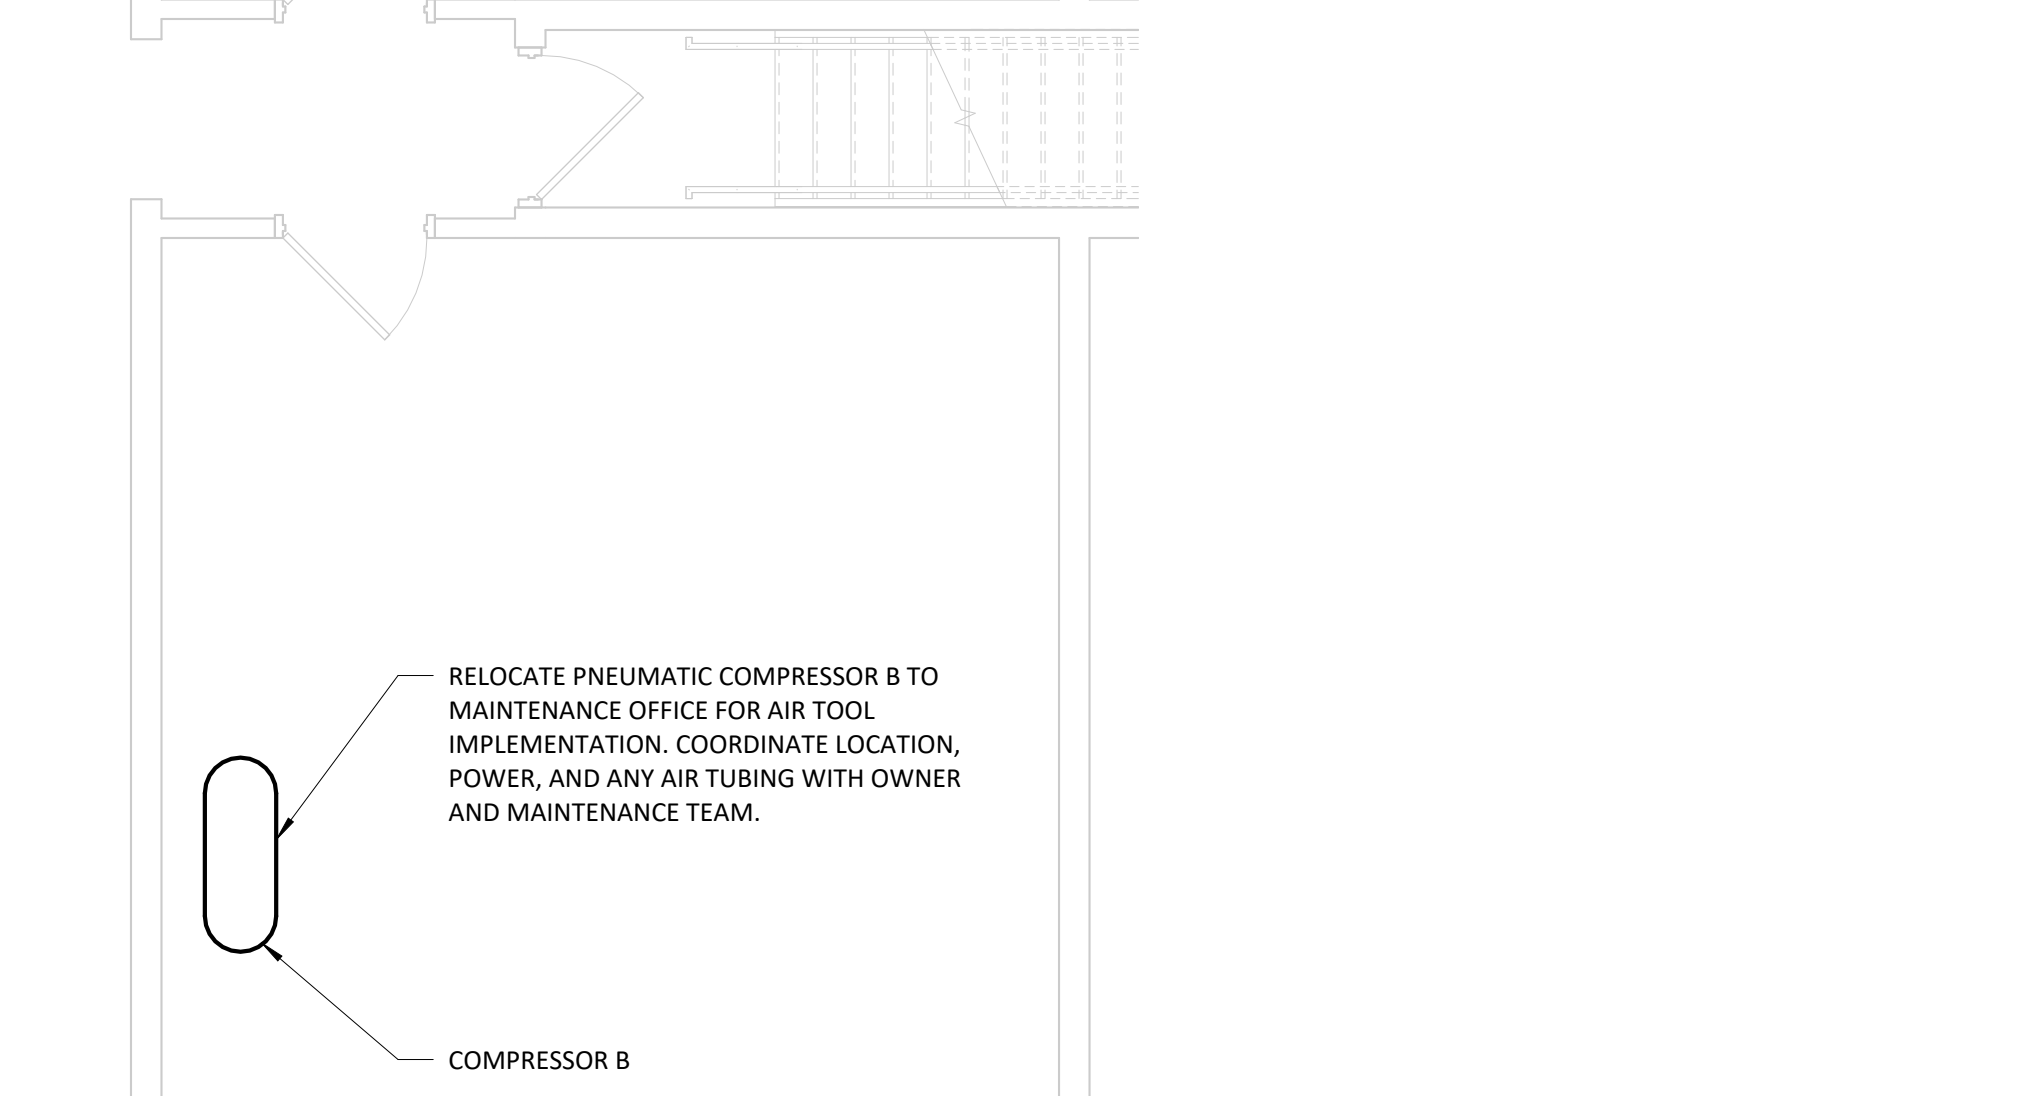 RELOCATE PNEUMATIC COMPRESSOR B TO
MAINTENANCE OFFICE FOR AIR TOOL
IMPLEMENTATION. COORDINATE LOCATION,
POWER, AND ANY AIR TUBING WITH OWNER
AND MAINTENANCE TEAM.
COMPRESSOR B